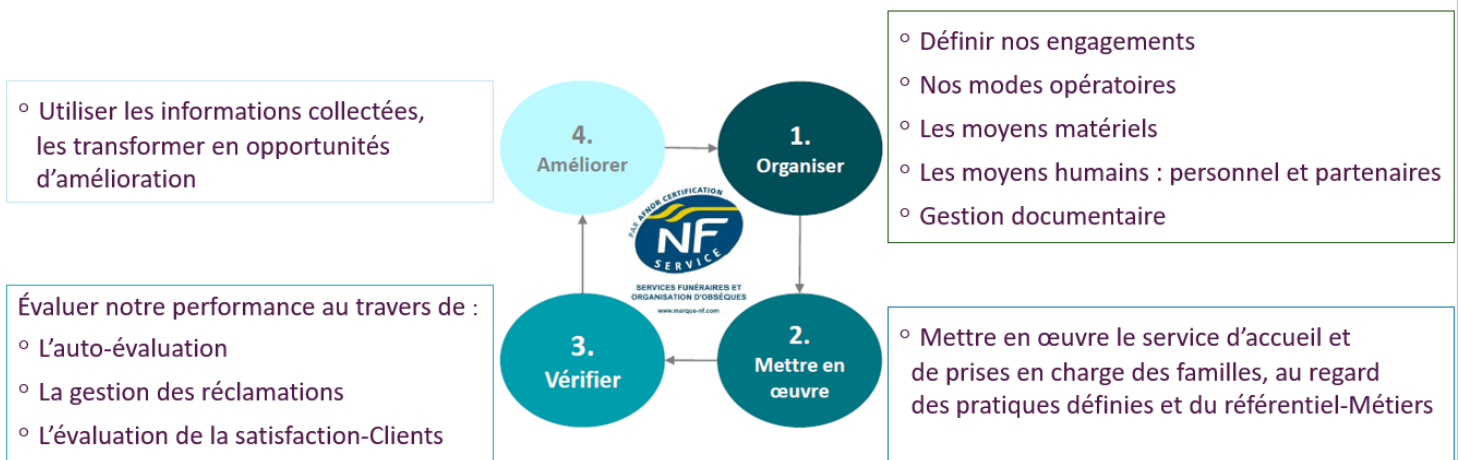 ° Définir nos engagements
° Nos modes opératoires
° Les moyens matériels
° Les moyens humains : personnel et partenaires
° Gestion documentaire
° Utiliser les informations collectées,
les transformer en opportunités
d’amélioration
4.
Améliorer
1.
Organiser
PAR AFNOR CERTIFICATION
NF
SERVICE
SERVICES FUNÉRAIRES ET
ORGANISATION D'OBSÈQUES
www.marque-nf.com
Évaluer notre performance au travers de :
° L’auto-évaluation
° La gestion des réclamations
° L’évaluation de la satisfaction-Clients
3.
Vérifier
2.
Mettre en
œuvre
° Mettre en œuvre le service d’accueil et
de prises en charge des familles, au regard
des pratiques définies et du référentiel-Métiers